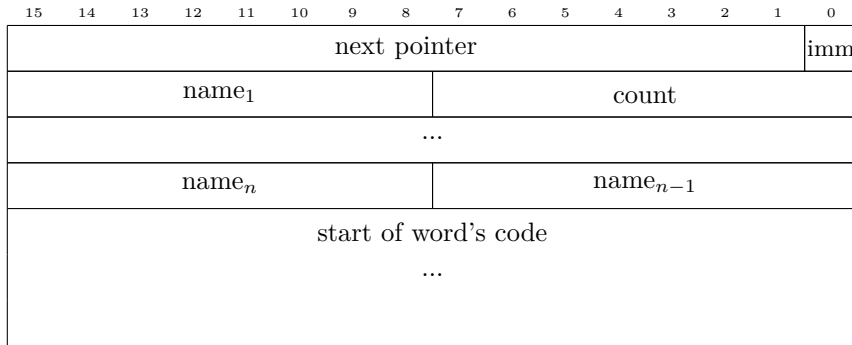 15 14 13 12 11 10 9 8 7 6 5 4 3 2 1 0
next pointer imm
name₁ count
...
nameₙ nameₙ₋₁
start of word's code
...